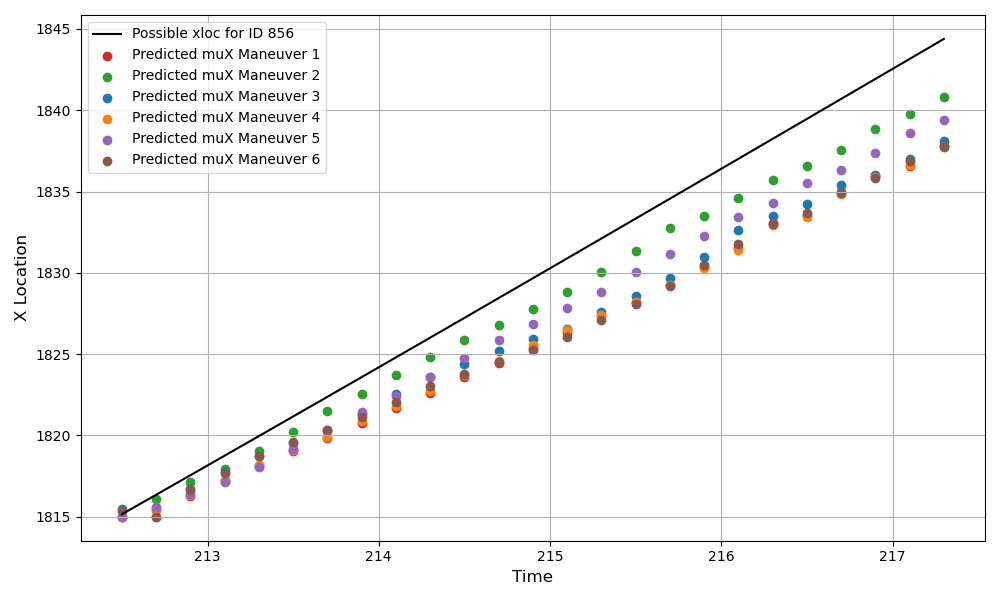 Possible xloc for ID 856
Predicted muX Maneuver 1
Predicted muX Maneuver 2
Predicted muX Maneuver 3
Predicted muX Maneuver 4
Predicted muX Maneuver 5
Predicted muX Maneuver 6
X Location
1845
1840
1835
1830
1825
1820
1815
213 214 215 216 217
Time